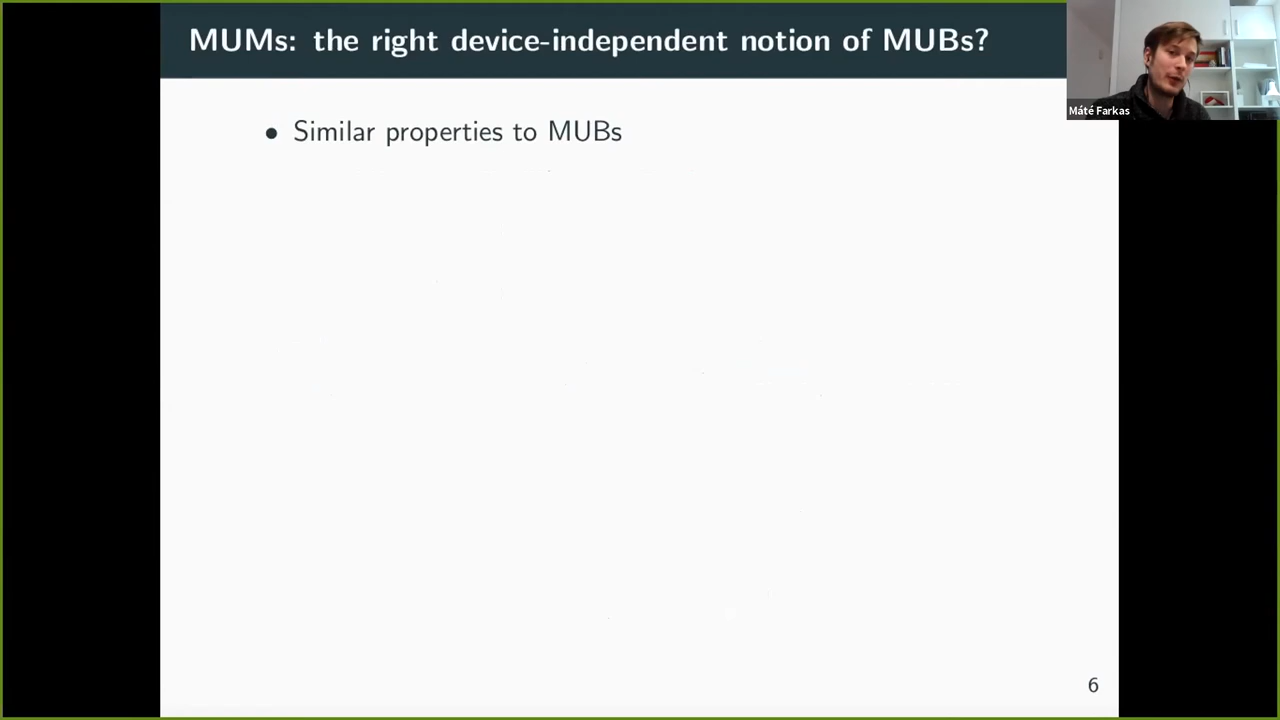 MUMs: the right device-independent notion of MUBs?
Máté Farkas
• Similar properties to MUBs
6